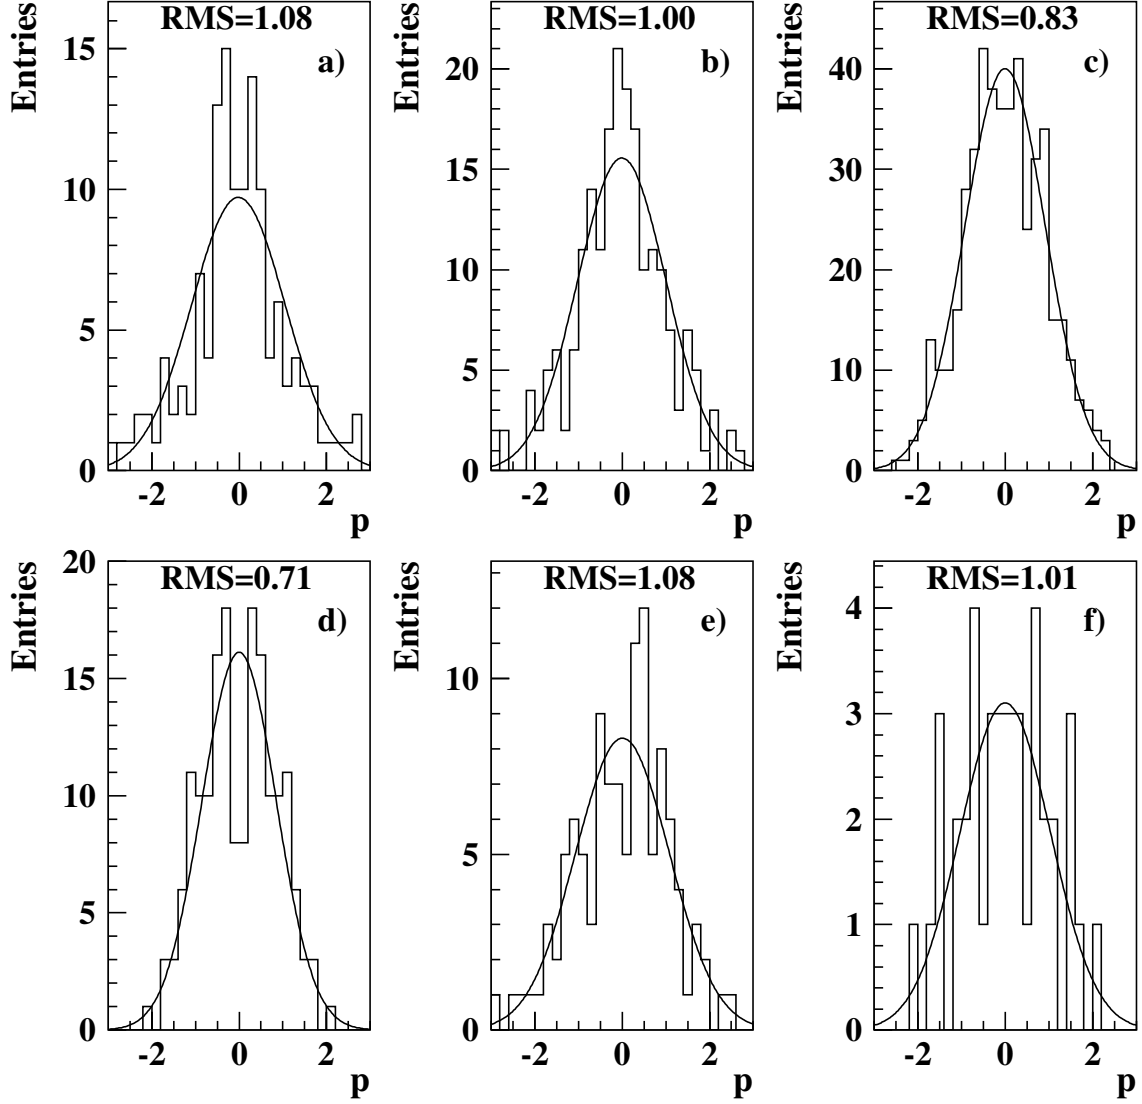 Entries
RMS=1.08
a)
15
10
5
0
-2 0 2
p
Entries
RMS=1.00
b)
20
15
10
5
0
-2 0 2
p
Entries
RMS=0.83
c)
40
30
20
10
0
-2 0 2
p
Entries
RMS=0.71
d)
20
15
10
5
0
-2 0 2
p
Entries
RMS=1.08
e)
10
5
0
-2 0 2
p
Entries
RMS=1.01
f)
4
3
2
1
0
-2 0 2
p